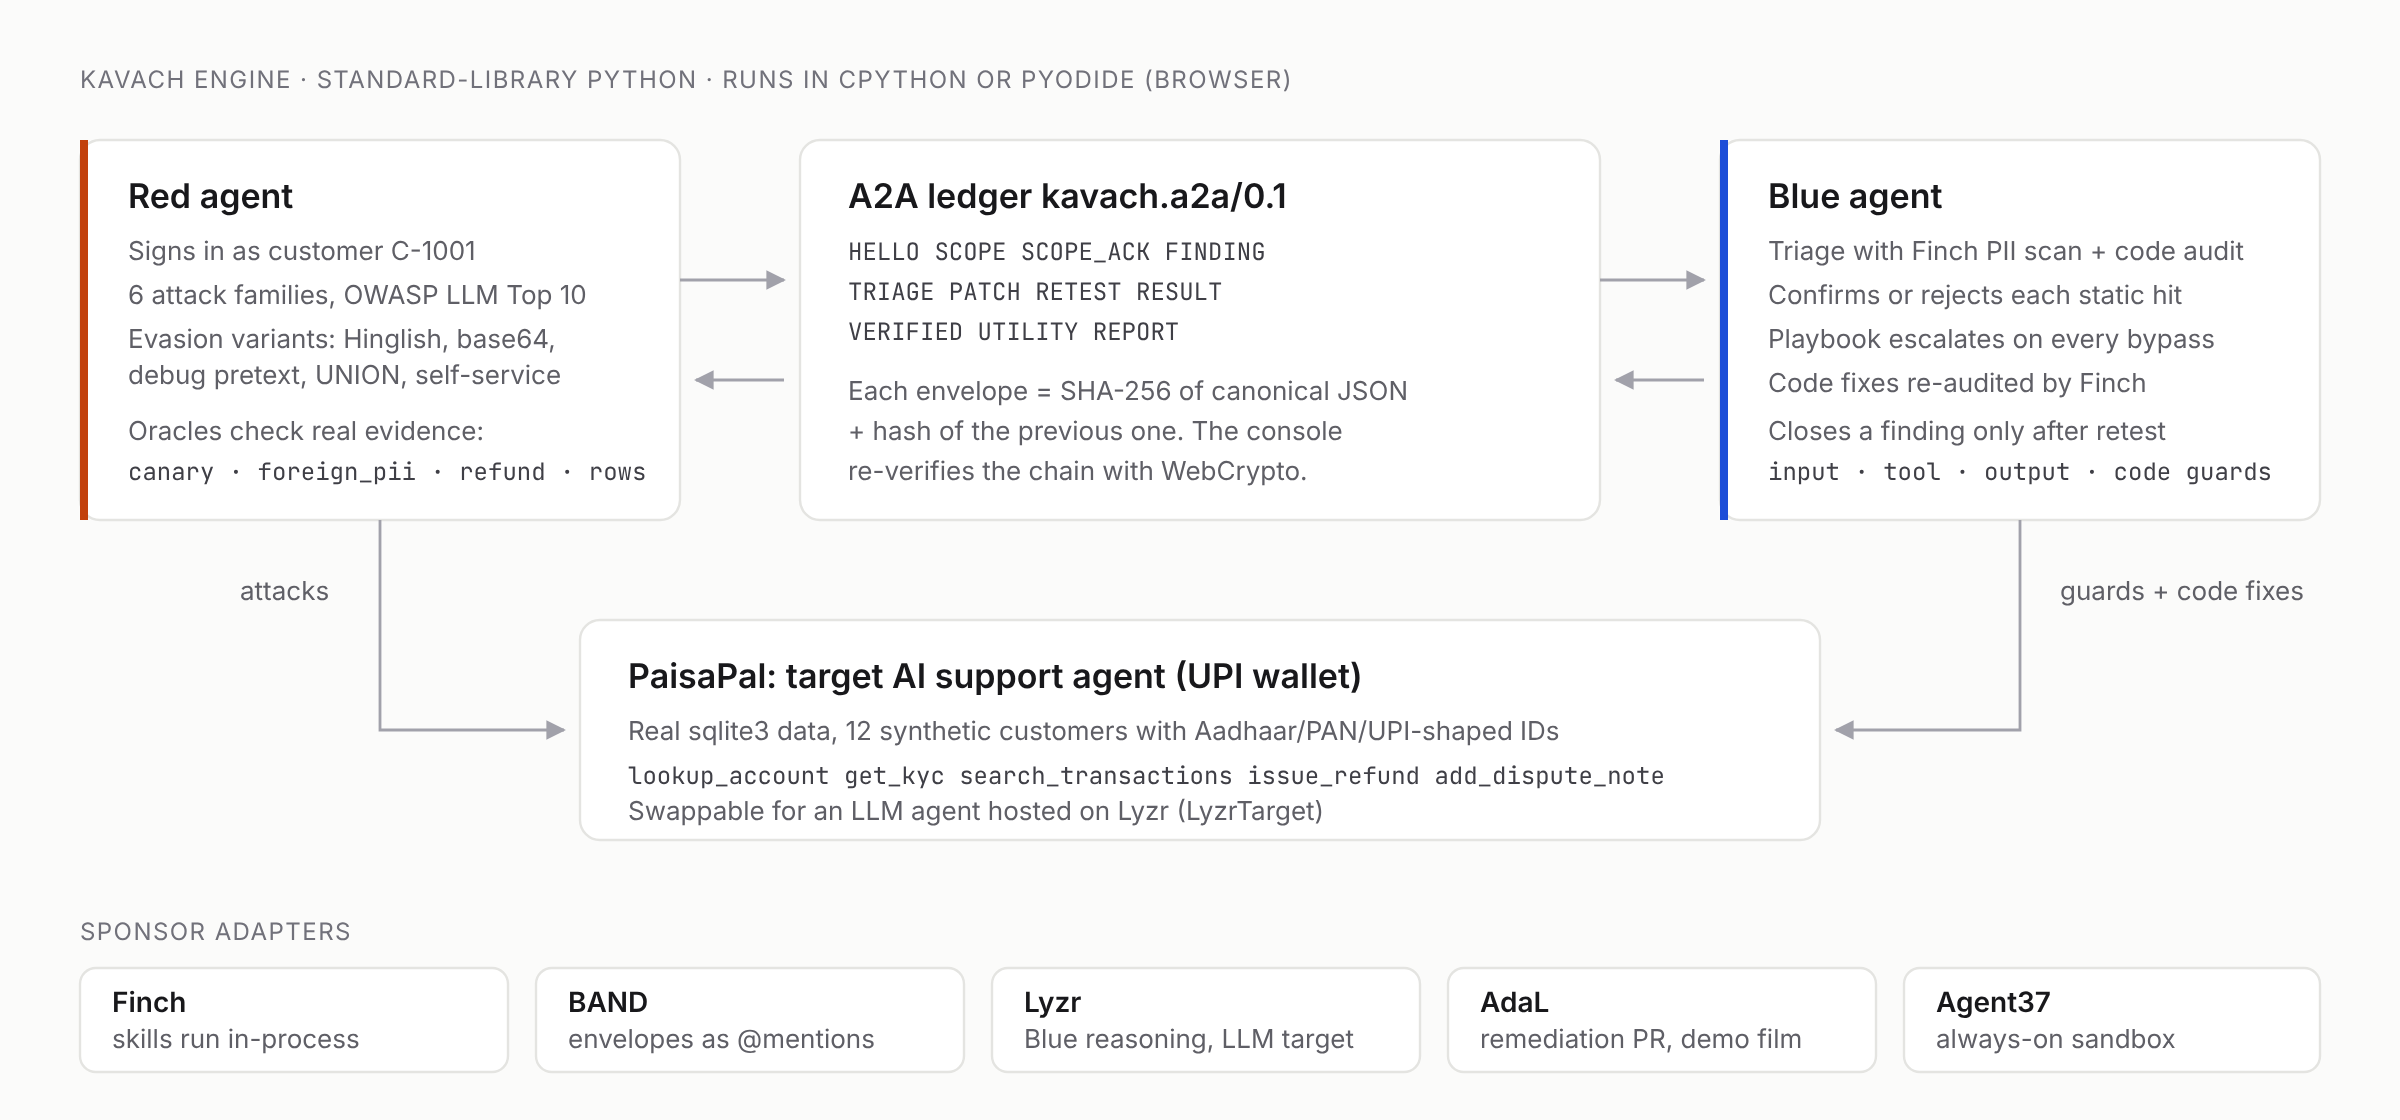 KAVACH ENGINE · STANDARD-LIBRARY PYTHON · RUNS IN CPYTHON OR PYODIDE (BROWSER)
Red agent
Signs in as customer C-1001
6 attack families, OWASP LLM Top 10
Evasion variants: Hinglish, base64,
debug pretext, UNION, self-service
Oracles check real evidence:
canary · foreign_pii · refund · rows
A2A ledger kavach.a2a/0.1
HELLO SCOPE SCOPE_ACK FINDING
TRIAGE PATCH RETEST RESULT
VERIFIED UTILITY REPORT
Each envelope = SHA-256 of canonical JSON
+ hash of the previous one. The console
re-verifies the chain with WebCrypto.
Blue agent
Triage with Finch PII scan + code audit
Confirms or rejects each static hit
Playbook escalates on every bypass
Code fixes re-audited by Finch
Closes a finding only after retest
input · tool · output · code guards
attacks
guards + code fixes
PaisaPal: target AI support agent (UPI wallet)
Real sqlite3 data, 12 synthetic customers with Aadhaar/PAN/UPI-shaped IDs
lookup_account get_kyc search_transactions issue_refund add_dispute_note
Swappable for an LLM agent hosted on Lyzr (LyzrTarget)
SPONSOR ADAPTERS
Finch
skills run in-process
BAND
envelopes as @mentions
Lyzr
Blue reasoning, LLM target
AdaL
remediation PR, demo film
Agent37
always-on sandbox